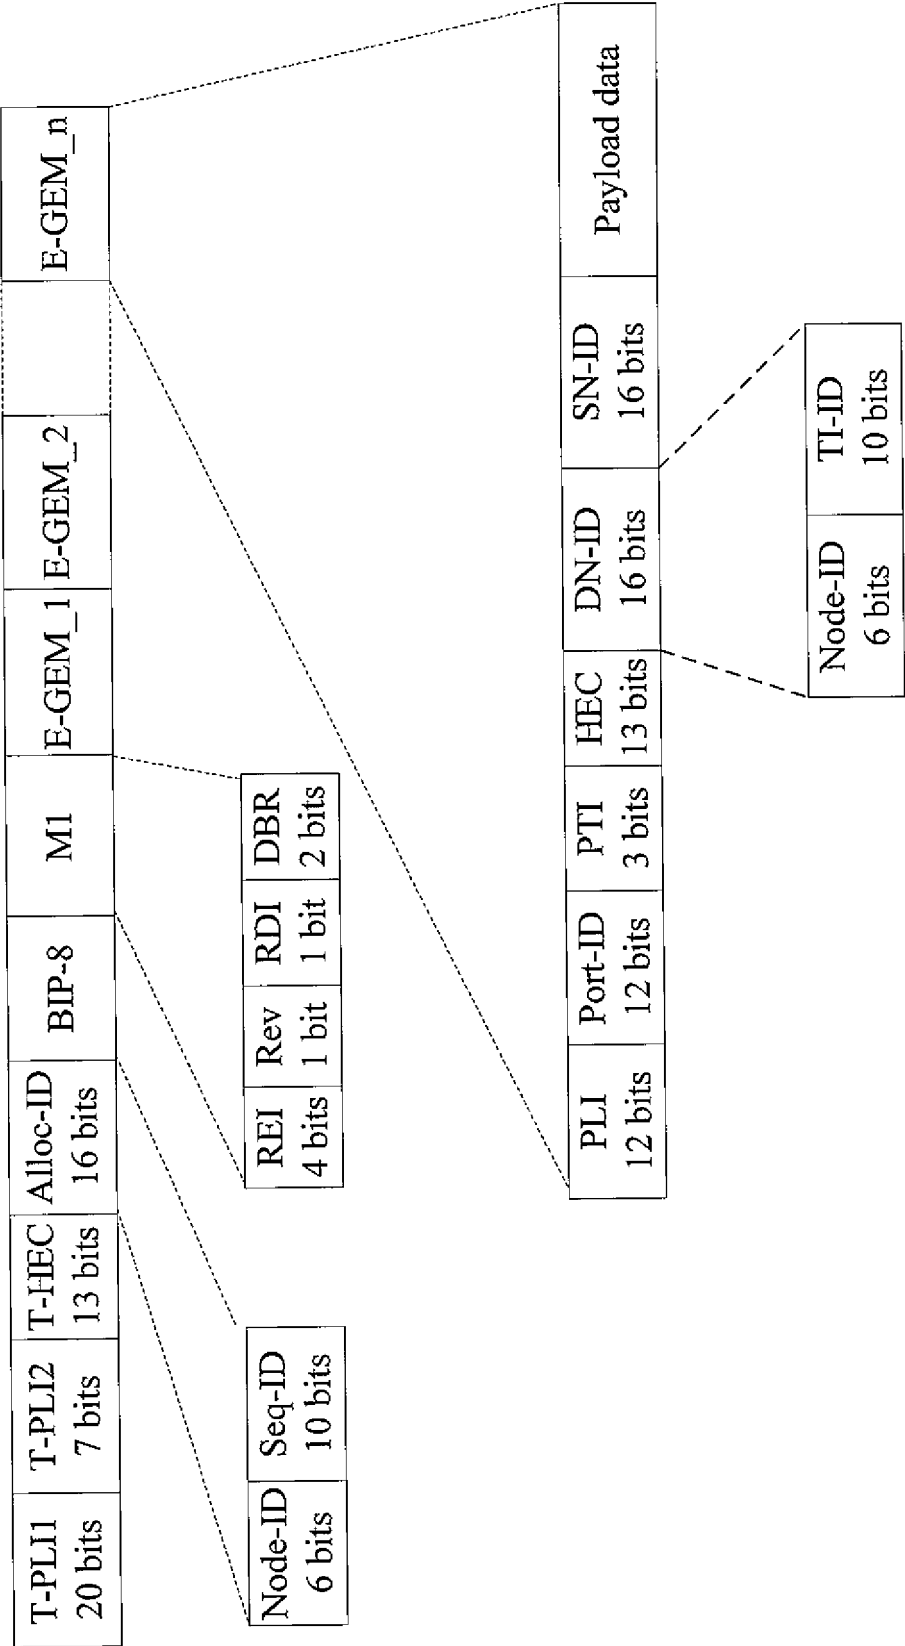 T-PLI1
20 bits
T-PLI2
7 bits
T-HEC
13 bits
Alloc-ID
16 bits
BIP-8
M1
E-GEM_1
E-GEM_2
E-GEM_n
Node-ID
6 bits
Seq-ID
10 bits
REI
4 bits
Rev
1 bit
RDI
1 bit
DBR
2 bits
PLI
12 bits
Port-ID
12 bits
PTI
3 bits
HEC
13 bits
DN-ID
16 bits
SN-ID
16 bits
Payload data
Node-ID
6 bits
TI-ID
10 bits